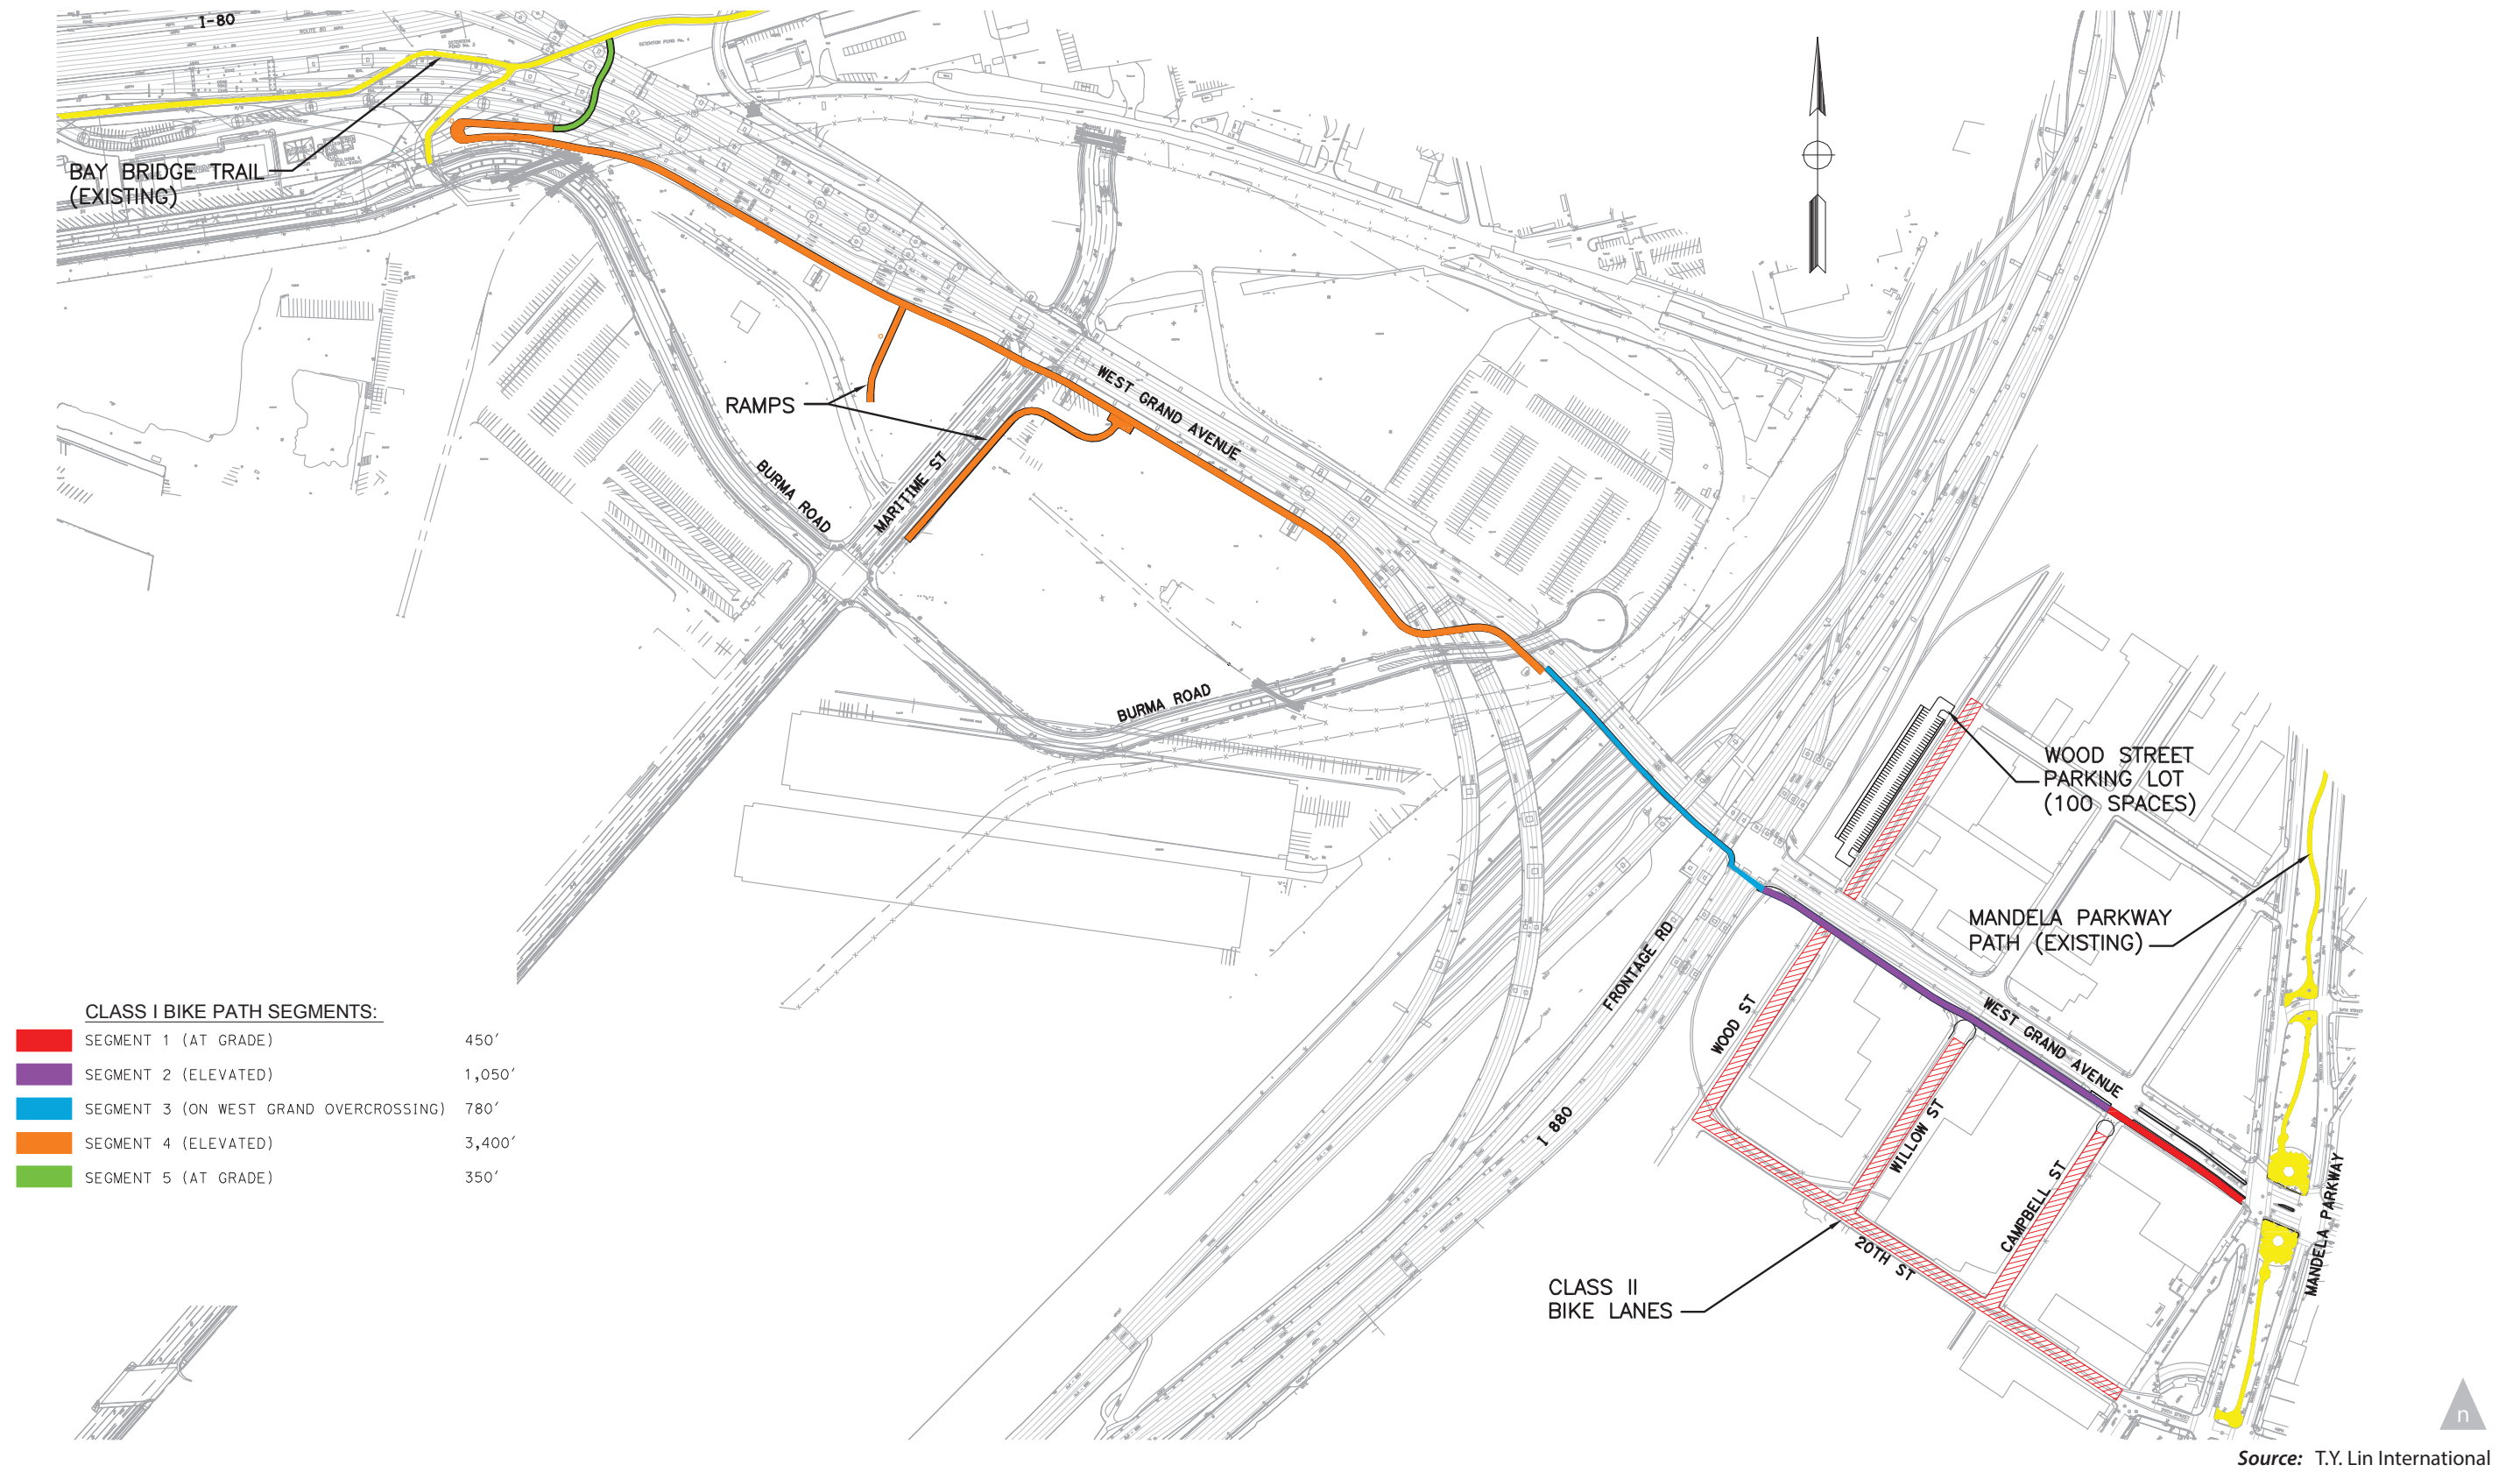 I-80
BAY BRIDGE TRAIL
(EXISTING)
RAMPS
WEST GRAND AVENUE
BURMA ROAD
MARITIME ST
BURMA ROAD
WOOD STREET
PARKING LOT
(100 SPACES)
MANDELA PARKWAY
PATH (EXISTING)
FRONTAGE RD
WOOD ST
WEST GRAND AVENUE
I 880
WILLOW ST
CAMPBELL ST
MANDELA PARKWAY
20TH ST
CLASS II
BIKE LANES
CLASS I BIKE PATH SEGMENTS:
SEGMENT 1 (AT GRADE) 450′
SEGMENT 2 (ELEVATED) 1,050′
SEGMENT 3 (ON WEST GRAND OVERCROSSING) 780′
SEGMENT 4 (ELEVATED) 3,400′
SEGMENT 5 (AT GRADE) 350′
n
Source: T.Y. Lin International